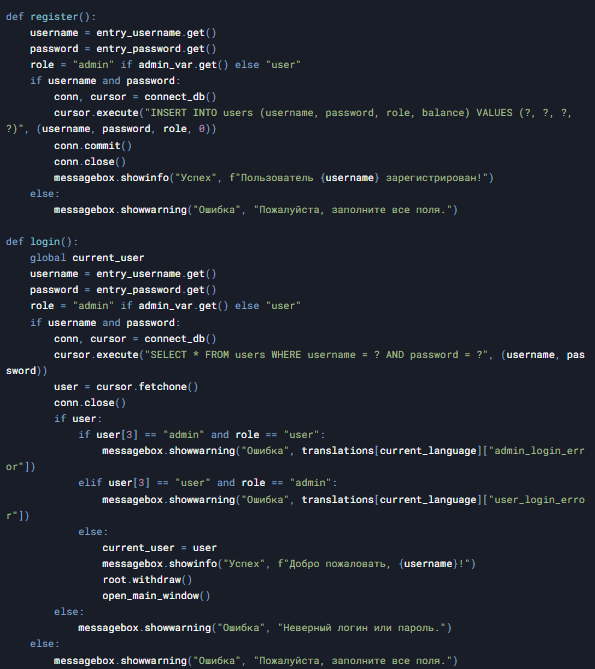 def register():
    username = entry_username.get()
    password = entry_password.get()
    role = "admin" if admin_var.get() else "user"
    if username and password:
        conn, cursor = connect_db()
        cursor.execute("INSERT INTO users (username, password, role, balance) VALUES (?, ?, ?,
?)", (username, password, role, 0))
        conn.commit()
        conn.close()
        messagebox.showinfo("Успех", f"Пользователь {username} зарегистрирован!")
    else:
        messagebox.showwarning("Ошибка", "Пожалуйста, заполните все поля.")

def login():
    global current_user
    username = entry_username.get()
    password = entry_password.get()
    role = "admin" if admin_var.get() else "user"
    if username and password:
        conn, cursor = connect_db()
        cursor.execute("SELECT * FROM users WHERE username = ? AND password = ?", (username, pas
sword))
        user = cursor.fetchone()
        conn.close()
        if user:
            if user[3] == "admin" and role == "user":
                messagebox.showwarning("Ошибка", translations[current_language]["admin_login_err
or"])
            elif user[3] == "user" and role == "admin":
                messagebox.showwarning("Ошибка", translations[current_language]["user_login_erro
r"])
            else:
                current_user = user
                messagebox.showinfo("Успех", f"Добро пожаловать, {username}!")
                root.withdraw()
                open_main_window()
        else:
            messagebox.showwarning("Ошибка", "Неверный логин или пароль.")
    else:
        messagebox.showwarning("Ошибка", "Пожалуйста, заполните все поля.")